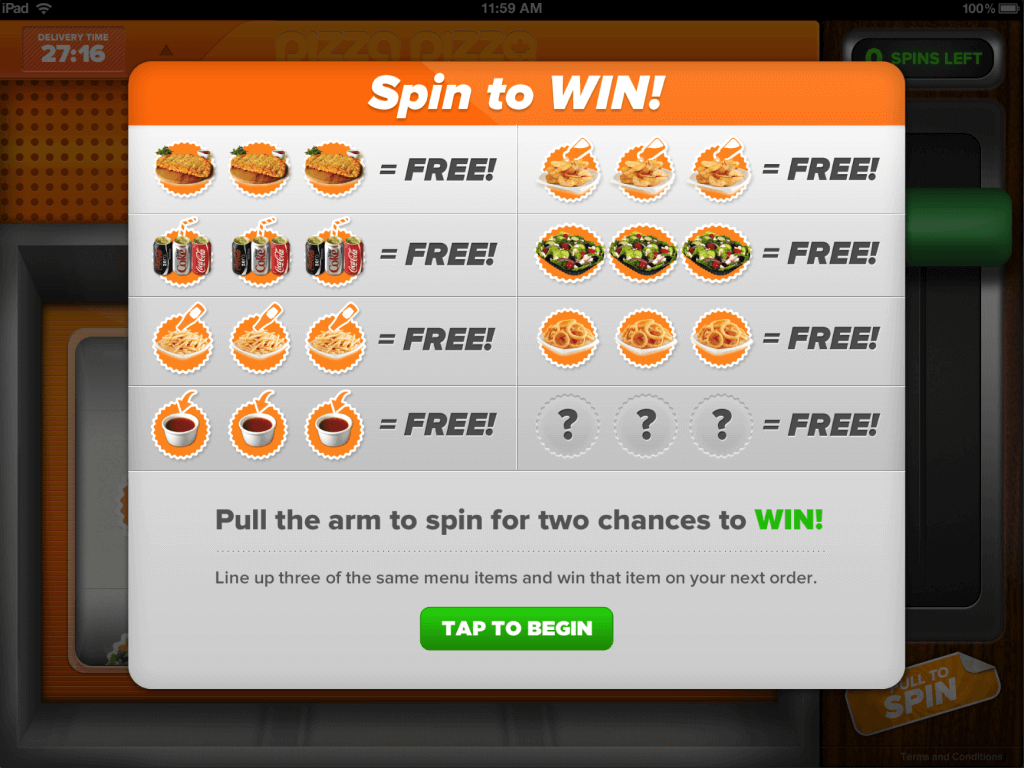 iPad
11:59 AM
100%
DELIVERY TIME
27:16
PIZZA PIZZA
0 SPINS LEFT
Spin to WIN!
= FREE!
= FREE!
= FREE!
= FREE!
= FREE!
= FREE!
= FREE!
? ? ? = FREE!
Pull the arm to spin for two chances to WIN!
Line up three of the same menu items and win that item on your next order.
TAP TO BEGIN
PULL TO
SPIN
Terms and Conditions